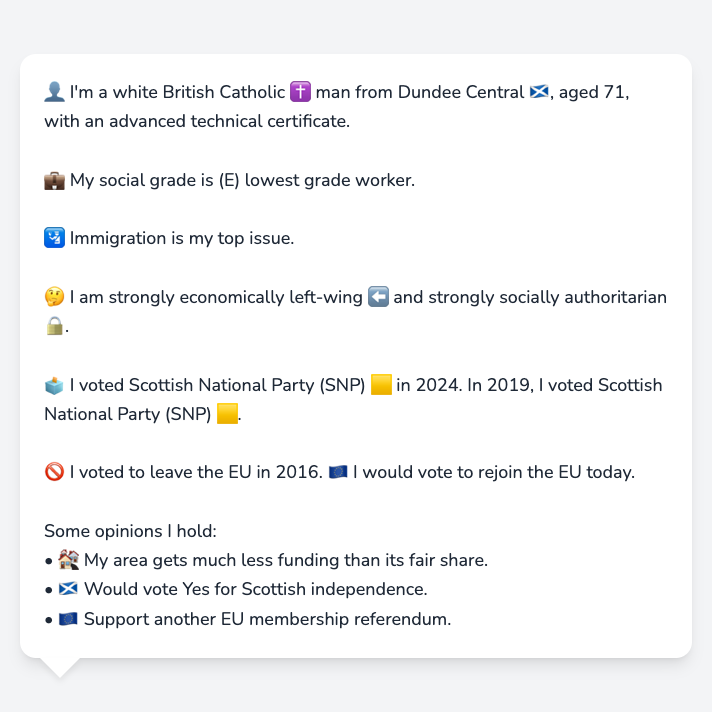 👤 I'm a white British Catholic ✝️ man from Dundee Central 🏴󠁧󠁢󠁳󠁣󠁴󠁿, aged 71,
with an advanced technical certificate.
💼 My social grade is (E) lowest grade worker.
🛂 Immigration is my top issue.
🤔 I am strongly economically left-wing ⬅️ and strongly socially authoritarian
🔒.
🗳️ I voted Scottish National Party (SNP) 🟨 in 2024. In 2019, I voted Scottish
National Party (SNP) 🟨.
🚫 I voted to leave the EU in 2016. 🇪🇺 I would vote to rejoin the EU today.
Some opinions I hold:
• 🏘️ My area gets much less funding than its fair share.
• 🏴󠁧󠁢󠁳󠁣󠁴󠁿 Would vote Yes for Scottish independence.
• 🇪🇺 Support another EU membership referendum.